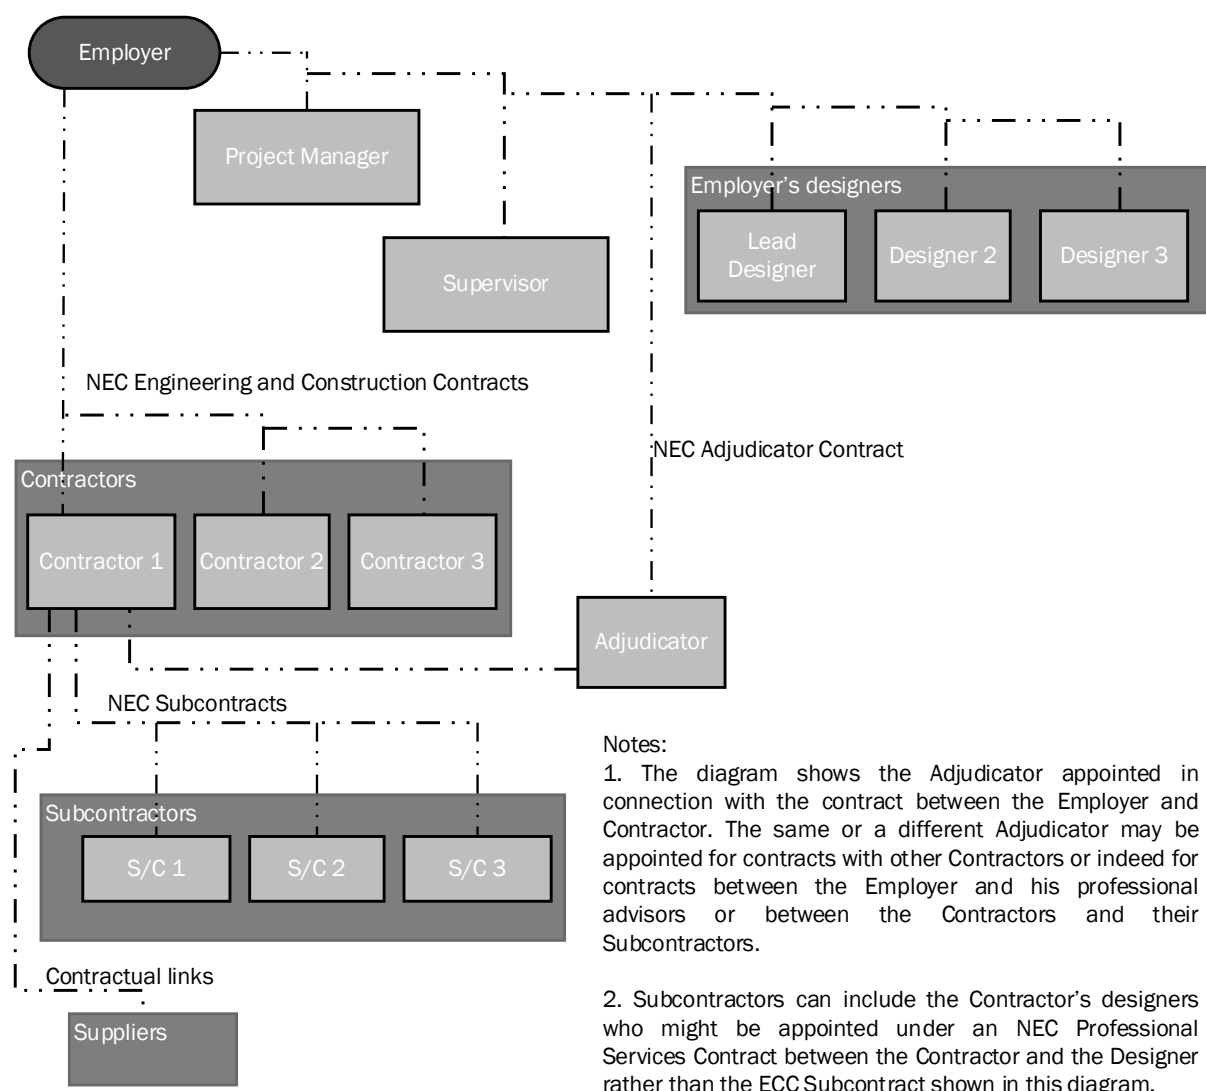 Employer
Project Manager
Employer's designers
Lead
Designer
Designer 2
Designer 3
Supervisor
NEC Engineering and Construction Contracts
NEC Adjudicator Contract
Contractors
Contractor 1
Contractor 2
Contractor 3
Adjudicator
NEC Subcontracts
Subcontractors
S/C 1
S/C 2
S/C 3
Contractual links
Suppliers
Notes:
1. The diagram shows the Adjudicator appointed in
connection with the contract between the Employer and
Contractor. The same or a different Adjudicator may be
appointed for contracts with other Contractors or indeed for
contracts between the Employer and his professional
advisors or between the Contractors and their
Subcontractors.
2. Subcontractors can include the Contractor's designers
who might be appointed under an NEC Professional
Services Contract between the Contractor and the Designer
rather than the ECC Subcontract shown in this diagram.